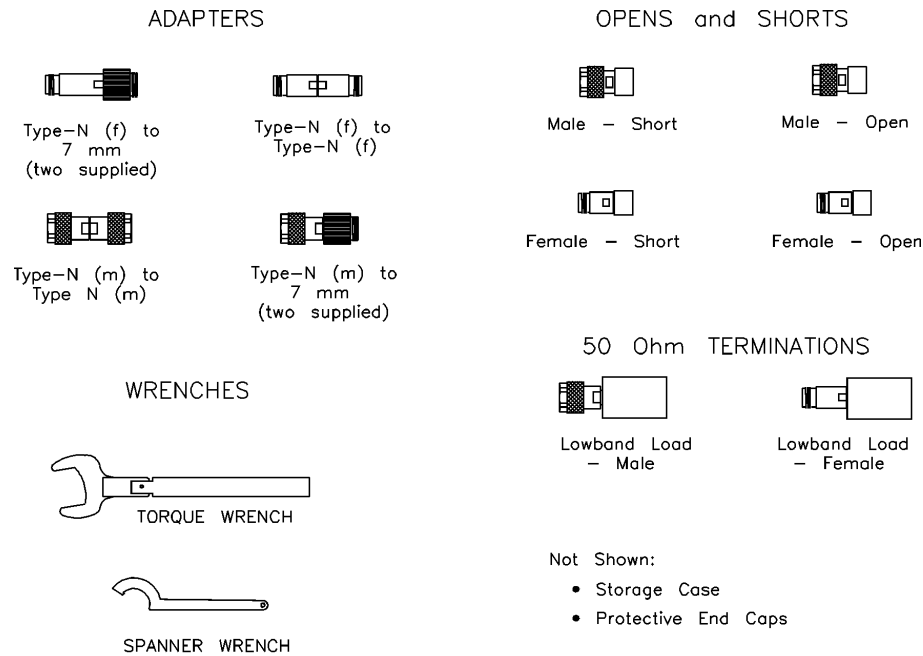 ADAPTERS
Type-N (f) to
7 mm
(two supplied)
Type-N (f) to
Type-N (f)
Type-N (m) to
Type N (m)
Type-N (m) to
7 mm
(two supplied)
WRENCHES
TORQUE WRENCH
SPANNER WRENCH
OPENS and SHORTS
Male - Short
Male - Open
Female - Short
Female - Open
50 Ohm TERMINATIONS
Lowband Load
- Male
Lowband Load
- Female
Not Shown:
• Storage Case
• Protective End Caps